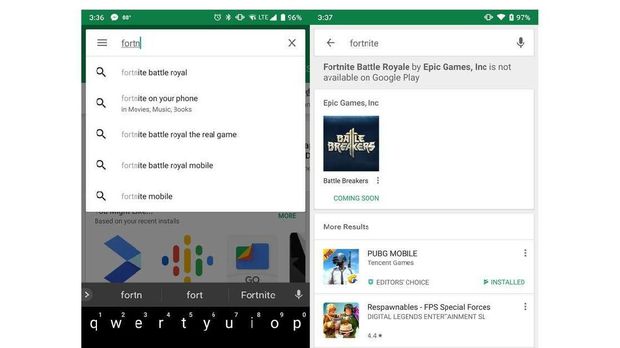 3:36 88° LTE 96%
fortn
fortnite battle royal
fortnite on your phone
in Movies, Music, Books
fortnite battle royal the real game
fortnite battle royal mobile
fortnite mobile
You Might Like...
Based on your recent installs
MORE
GO
fortn fort Fortnite
q w e r t y u i o p
3:37 97%
fortnite
Fortnite Battle Royale by Epic Games, Inc is not
available on Google Play
Epic Games, Inc
BATTLE
BREAKERS
Battle Breakers
COMING SOON
More Results
PUBG MOBILE
Tencent Games
EDITORS' CHOICE INSTALLED
Respawnables - FPS Special Forces
DIGITAL LEGENDS ENTERTAINMENT SL
4.4 ★